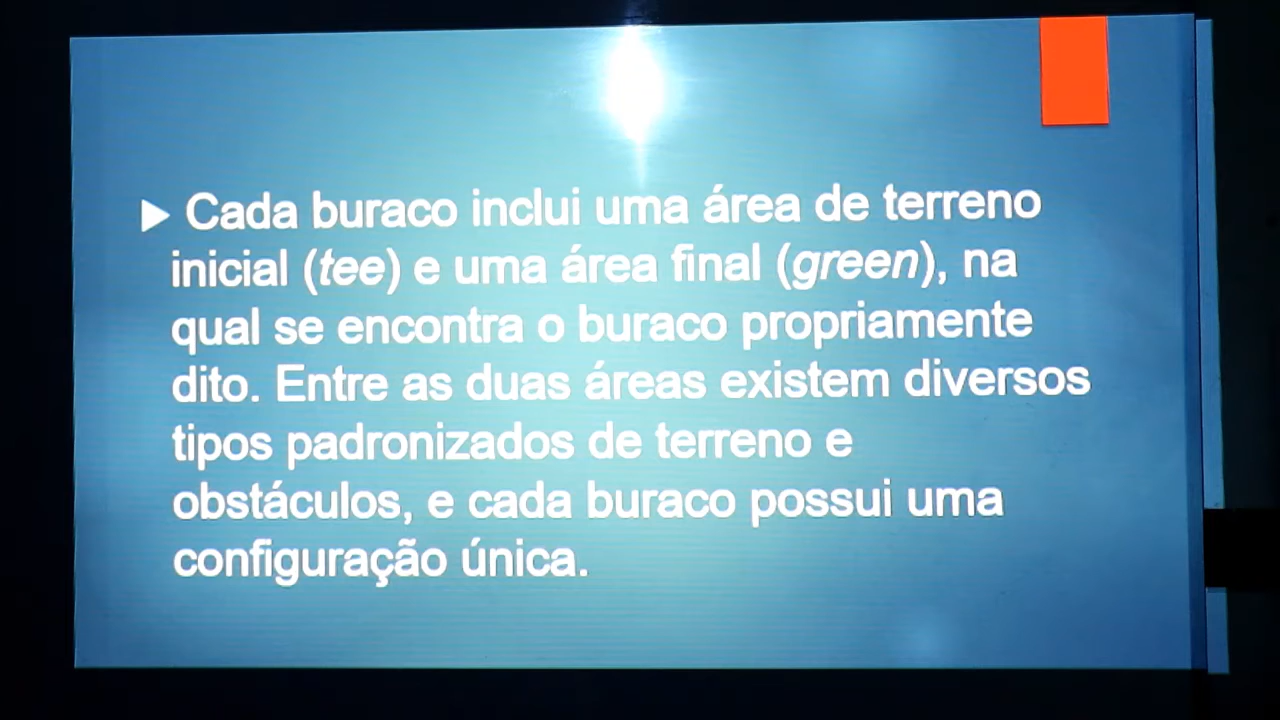 Cada buraco inclui uma área de terreno
inicial (tee) e uma área final (green), na
qual se encontra o buraco propriamente
dito. Entre as duas áreas existem diversos
tipos padronizados de terreno e
obstáculos, e cada buraco possui uma
configuração única.